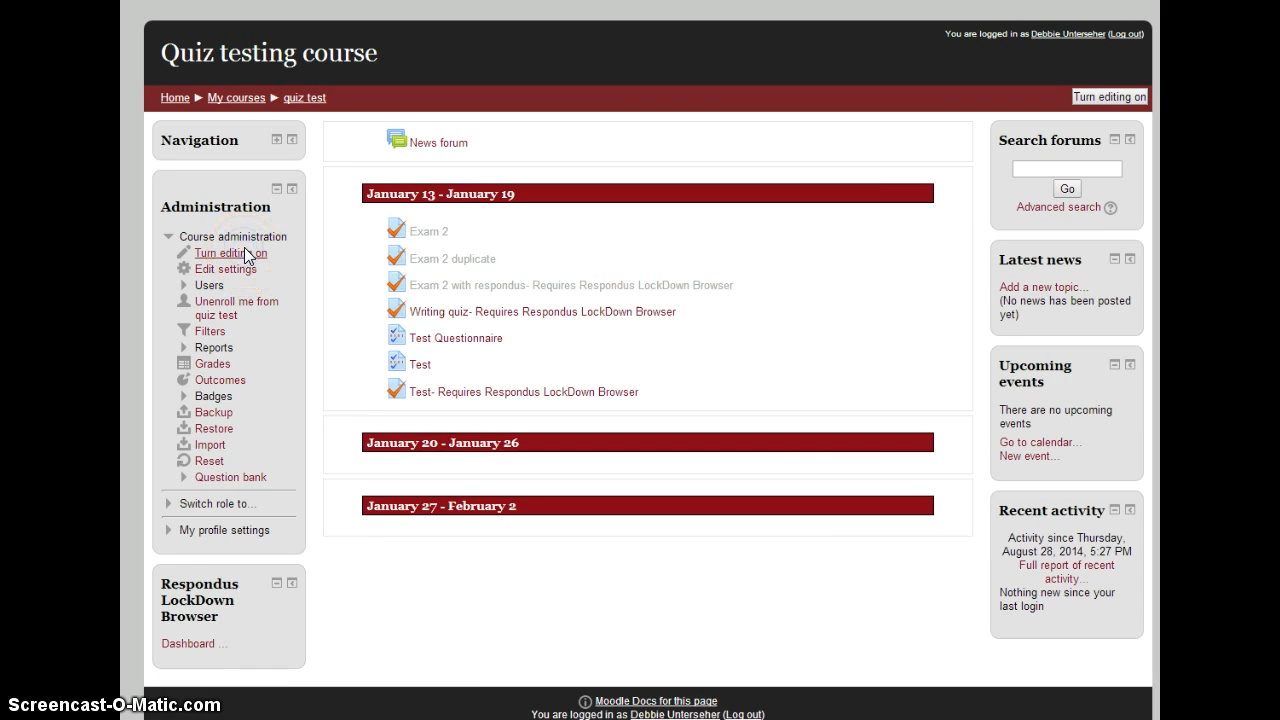 You are logged in as Debbie Unterseher (Log out)
Quiz testing course
Home ► My courses ► quiz test
Turn editing on
Navigation
Administration
Course administration
Turn editing on
Edit settings
Users
Unenroll me from
quiz test
Filters
Reports
Grades
Outcomes
Badges
Backup
Restore
Import
Reset
Question bank
Switch role to...
My profile settings
Respondus
LockDown
Browser
Dashboard ...
News forum
January 13 - January 19
Exam 2
Exam 2 duplicate
Exam 2 with respondus- Requires Respondus LockDown Browser
Writing quiz- Requires Respondus LockDown Browser
Test Questionnaire
Test
Test- Requires Respondus LockDown Browser
January 20 - January 26
January 27 - February 2
Search forums
Go
Advanced search ?
Latest news
Add a new topic...
(No news has been posted
yet)
Upcoming
events
There are no upcoming
events
Go to calendar...
New event...
Recent activity
Activity since Thursday,
August 28, 2014, 5:27 PM
Full report of recent
activity...
Nothing new since your
last login
Moodle Docs for this page
You are logged in as Debbie Unterseher (Log out)
Screencast-O-Matic.com